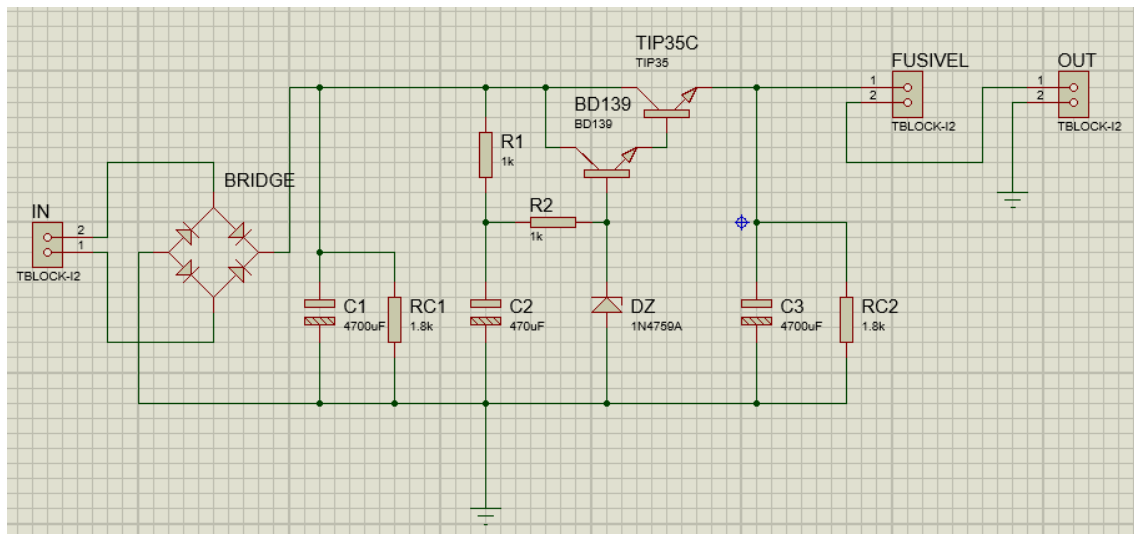 TIP35C
TIP35
FUSIVEL
1
2
TBLOCK-I2
OUT
1
2
TBLOCK-I2
BD139
BD139
R1
1k
BRIDGE
R2
1k
IN
2
1
TBLOCK-I2
C1
4700uF
RC1
1.8k
C2
470uF
DZ
1N4759A
C3
4700uF
RC2
1.8k